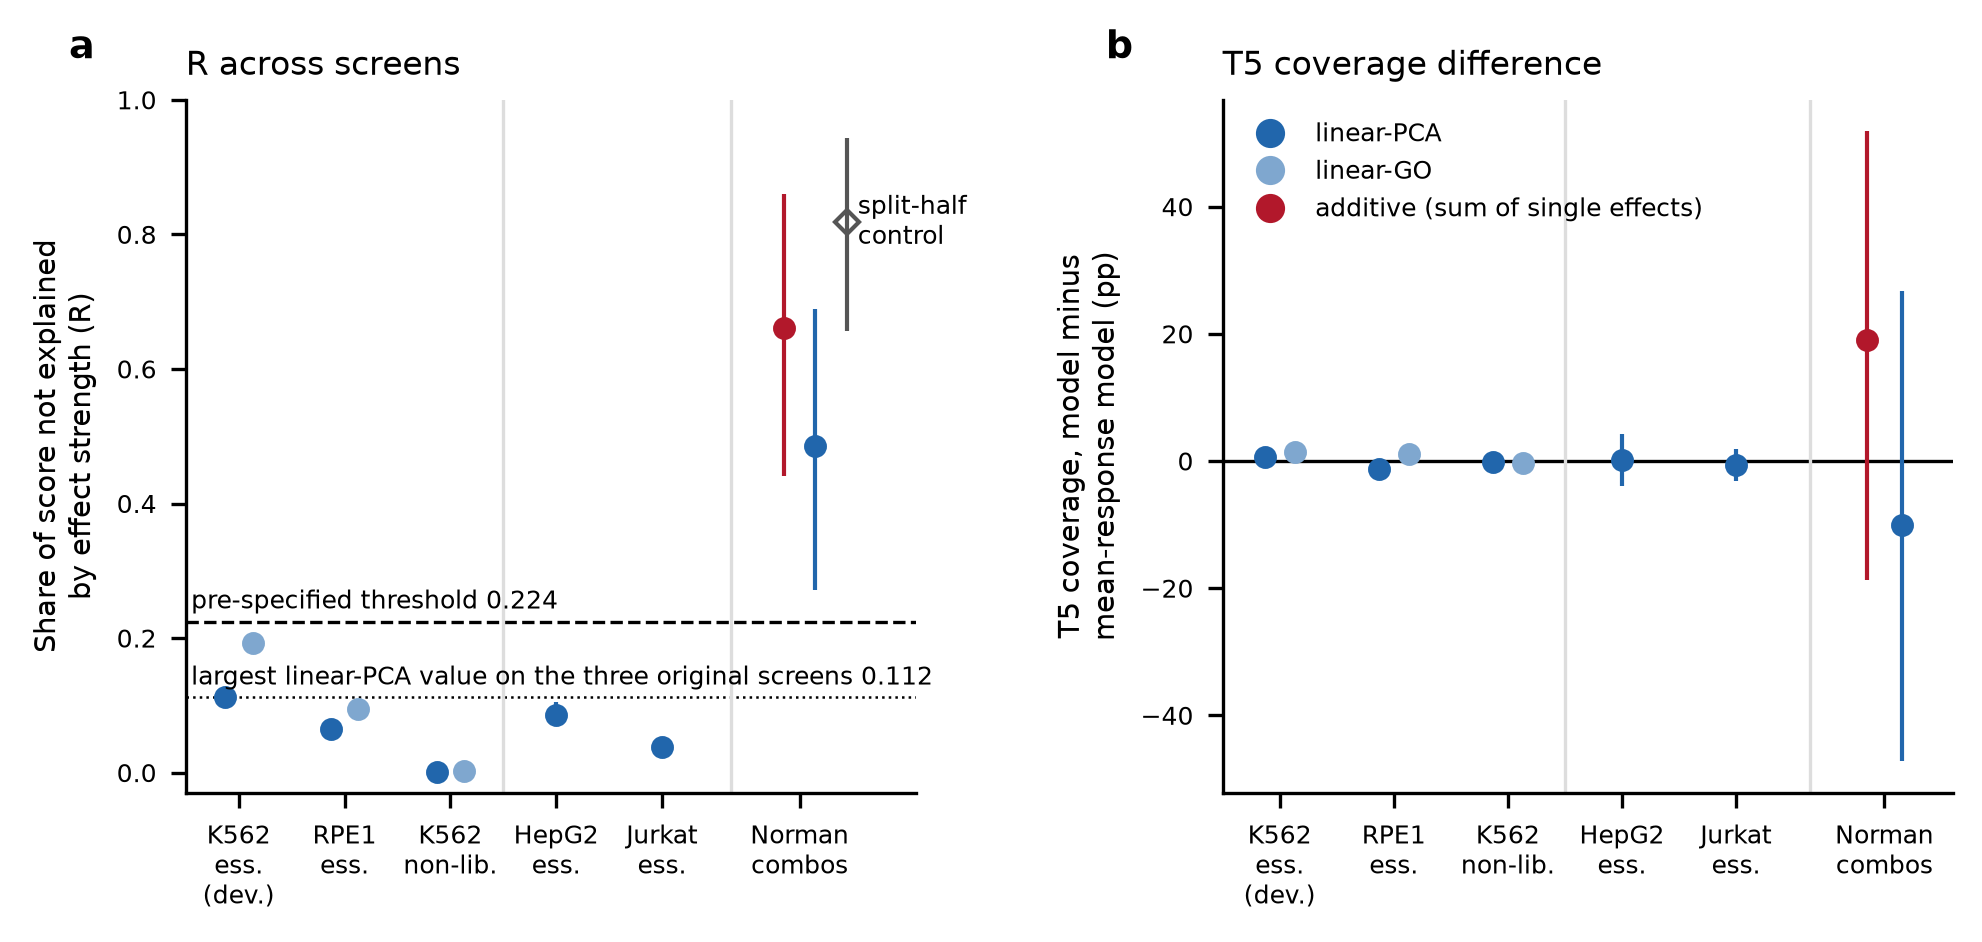 a
R across screens
Share of score not explained
by effect strength (R)
1.0
0.8
0.6
0.4
0.2
0.0
split-half
control
pre-specified threshold 0.224
largest linear-PCA value on the three original screens 0.112
K562
ess.
(dev.)
RPE1
ess.
K562
non-lib.
HepG2
ess.
Jurkat
ess.
Norman
combos
b
T5 coverage difference
T5 coverage, model minus
mean-response model (pp)
linear-PCA
linear-GO
additive (sum of single effects)
40
20
0
−20
−40
K562
ess.
(dev.)
RPE1
ess.
K562
non-lib.
HepG2
ess.
Jurkat
ess.
Norman
combos